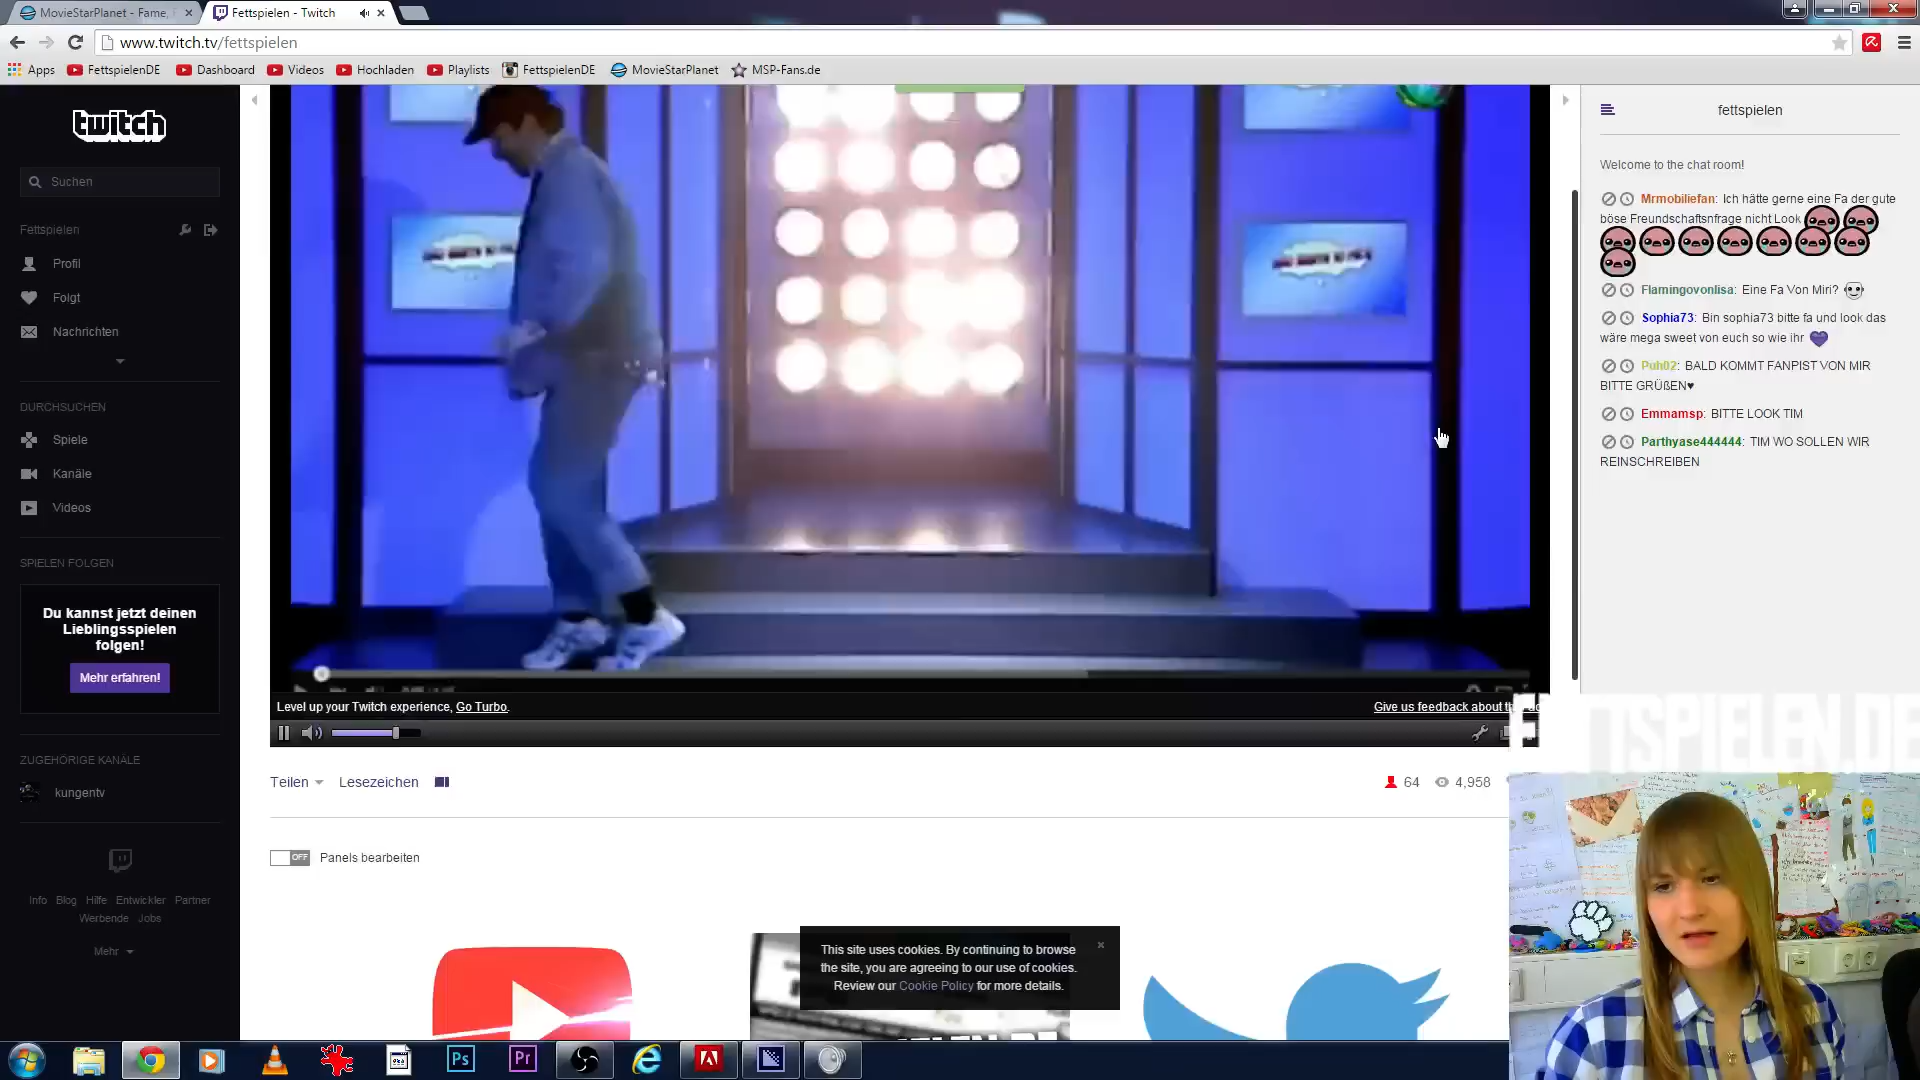 MovieStarPlanet - Fame, F
Fettspielen - Twitch
www.twitch.tv/fettspielen
Apps
FettspielenDE
Dashboard
Videos
Hochladen
Playlists
FettspielenDE
MovieStarPlanet
MSP-Fans.de
twitch
Suchen
Fettspielen
Profil
Folgt
Nachrichten
DURCHSUCHEN
Spiele
Kanäle
Videos
SPIELEN FOLGEN
Du kannst jetzt deinen
Lieblingsspielen
folgen!
Mehr erfahren!
ZUGEHÖRIGE KANÄLE
kungentv
Info Blog Hilfe Entwickler Partner
Werbende Jobs
Mehr
Level up your Twitch experience, Go Turbo.
Give us feedback about th
Teilen
Lesezeichen
64
4,958
OFF
Panels bearbeiten
This site uses cookies. By continuing to browse
the site, you are agreeing to our use of cookies.
Review our Cookie Policy for more details.
fettspielen
Welcome to the chat room!
Mrmobiliefan: Ich hätte gerne eine Fa der gute
böse Freundschaftsfrage nicht Look
Flamingovonlisa: Eine Fa Von Miri?
Sophia73: Bin sophia73 bitte fa und look das
wäre mega sweet von euch so wie ihr
Puh02: BALD KOMMT FANPIST VON MIR
BITTE GRÜßEN♥
Emmamsp: BITTE LOOK TIM
Parthyase444444: TIM WO SOLLEN WIR
REINSCHREIBEN
FETTSPIELEN.DE
Ps
Pr